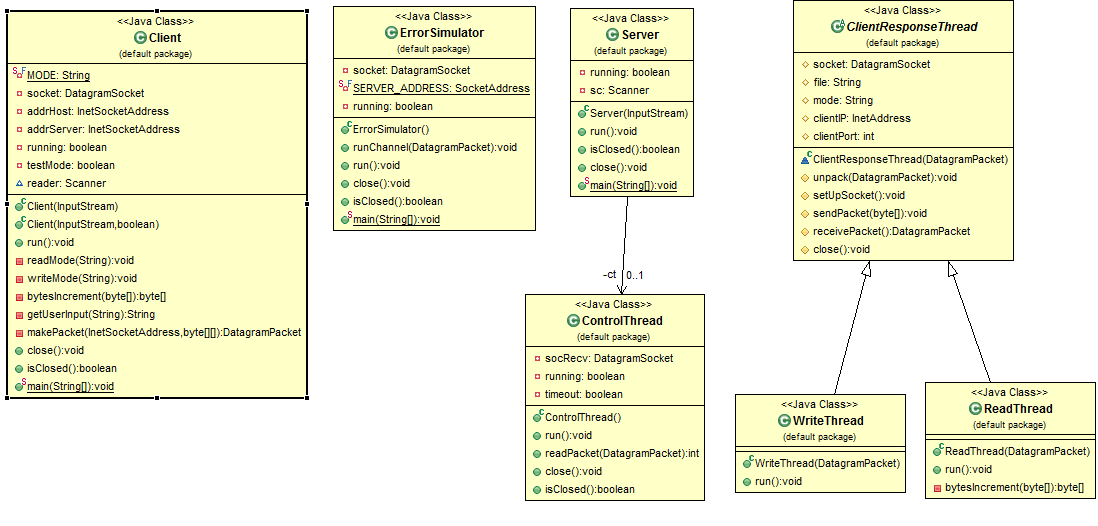 <<Java Class>>
Client
(default package)
MODE: String
socket: DatagramSocket
addrHost: InetSocketAddress
addrServer: InetSocketAddress
running: boolean
testMode: boolean
reader: Scanner
Client(InputStream)
Client(InputStream,boolean)
run():void
readMode(String):void
writeMode(String):void
bytesIncrement(byte[]):byte[]
getUserInput(String):String
makePacket(InetSocketAddress,byte[][]):DatagramPacket
close():void
isClosed():boolean
main(String[]):void
<<Java Class>>
ErrorSimulator
(default package)
socket: DatagramSocket
SERVER_ADDRESS: SocketAddress
running: boolean
ErrorSimulator()
runChannel(DatagramPacket):void
run():void
close():void
isClosed():boolean
main(String[]):void
<<Java Class>>
Server
(default package)
running: boolean
sc: Scanner
Server(InputStream)
run():void
isClosed():boolean
close():void
main(String[]):void
-ct 0..1
<<Java Class>>
ControlThread
(default package)
socRecv: DatagramSocket
running: boolean
timeout: boolean
ControlThread()
run():void
readPacket(DatagramPacket):int
close():void
isClosed():boolean
<<Java Class>>
ClientResponseThread
(default package)
socket: DatagramSocket
file: String
mode: String
clientIP: InetAddress
clientPort: int
ClientResponseThread(DatagramPacket)
unpack(DatagramPacket):void
setUpSocket():void
sendPacket(byte[]):void
receivePacket():DatagramPacket
close():void
<<Java Class>>
WriteThread
(default package)
WriteThread(DatagramPacket)
run():void
<<Java Class>>
ReadThread
(default package)
ReadThread(DatagramPacket)
run():void
bytesIncrement(byte[]):byte[]